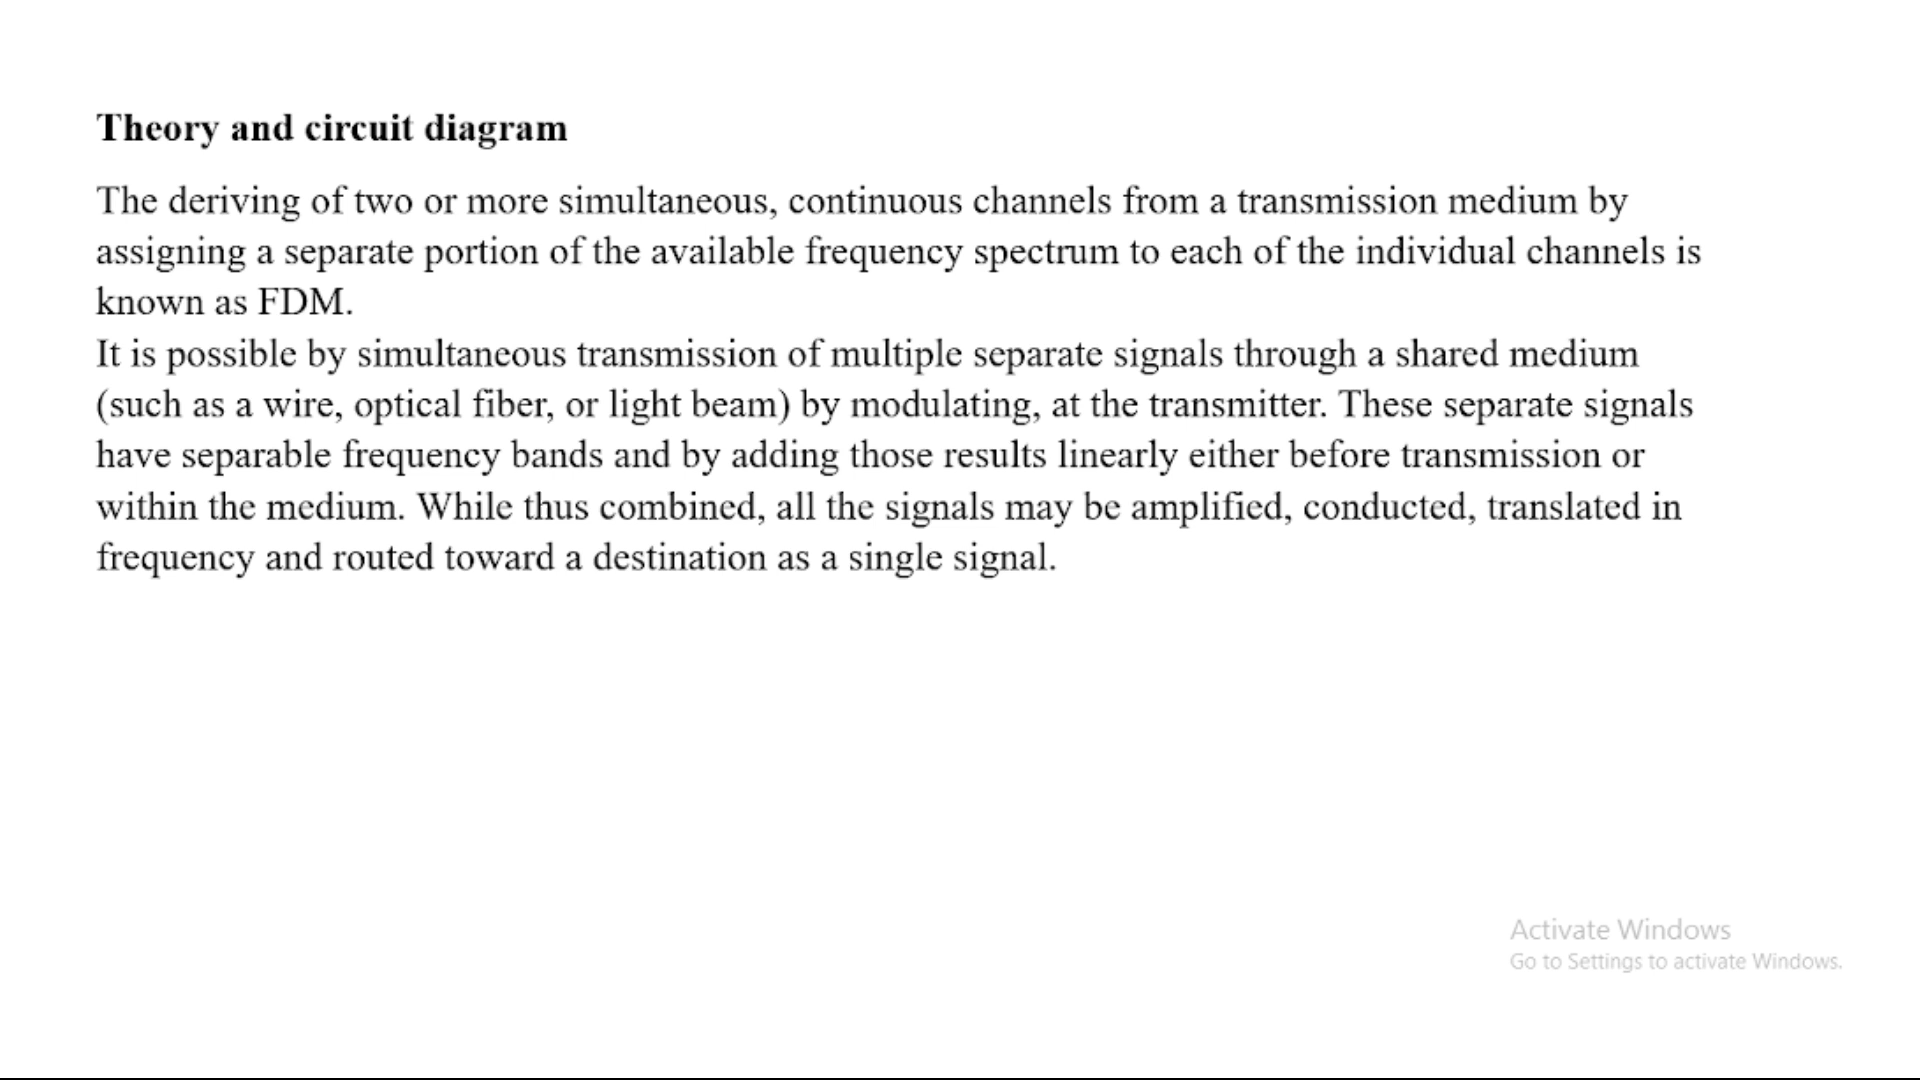 Theory and circuit diagram
The deriving of two or more simultaneous, continuous channels from a transmission medium by
assigning a separate portion of the available frequency spectrum to each of the individual channels is
known as FDM.
It is possible by simultaneous transmission of multiple separate signals through a shared medium
(such as a wire, optical fiber, or light beam) by modulating, at the transmitter. These separate signals
have separable frequency bands and by adding those results linearly either before transmission or
within the medium. While thus combined, all the signals may be amplified, conducted, translated in
frequency and routed toward a destination as a single signal.
Activate Windows
Go to Settings to activate Windows.